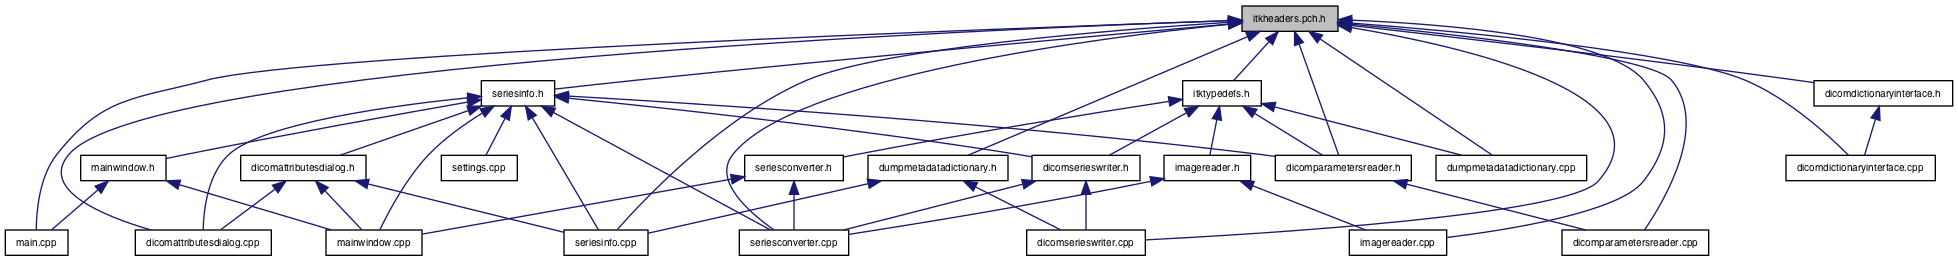 itkheaders.pch.h
seriesinfo.h
itktypedefs.h
dicomdictionaryinterface.h
mainwindow.h
dicomattributesdialog.h
settings.cpp
seriesconverter.h
dumpmetadatadictionary.h
dicomserieswriter.h
imagereader.h
dicomparametersreader.h
dumpmetadatadictionary.cpp
dicomdictionaryinterface.cpp
main.cpp
dicomattributesdialog.cpp
mainwindow.cpp
seriesinfo.cpp
seriesconverter.cpp
dicomserieswriter.cpp
imagereader.cpp
dicomparametersreader.cpp